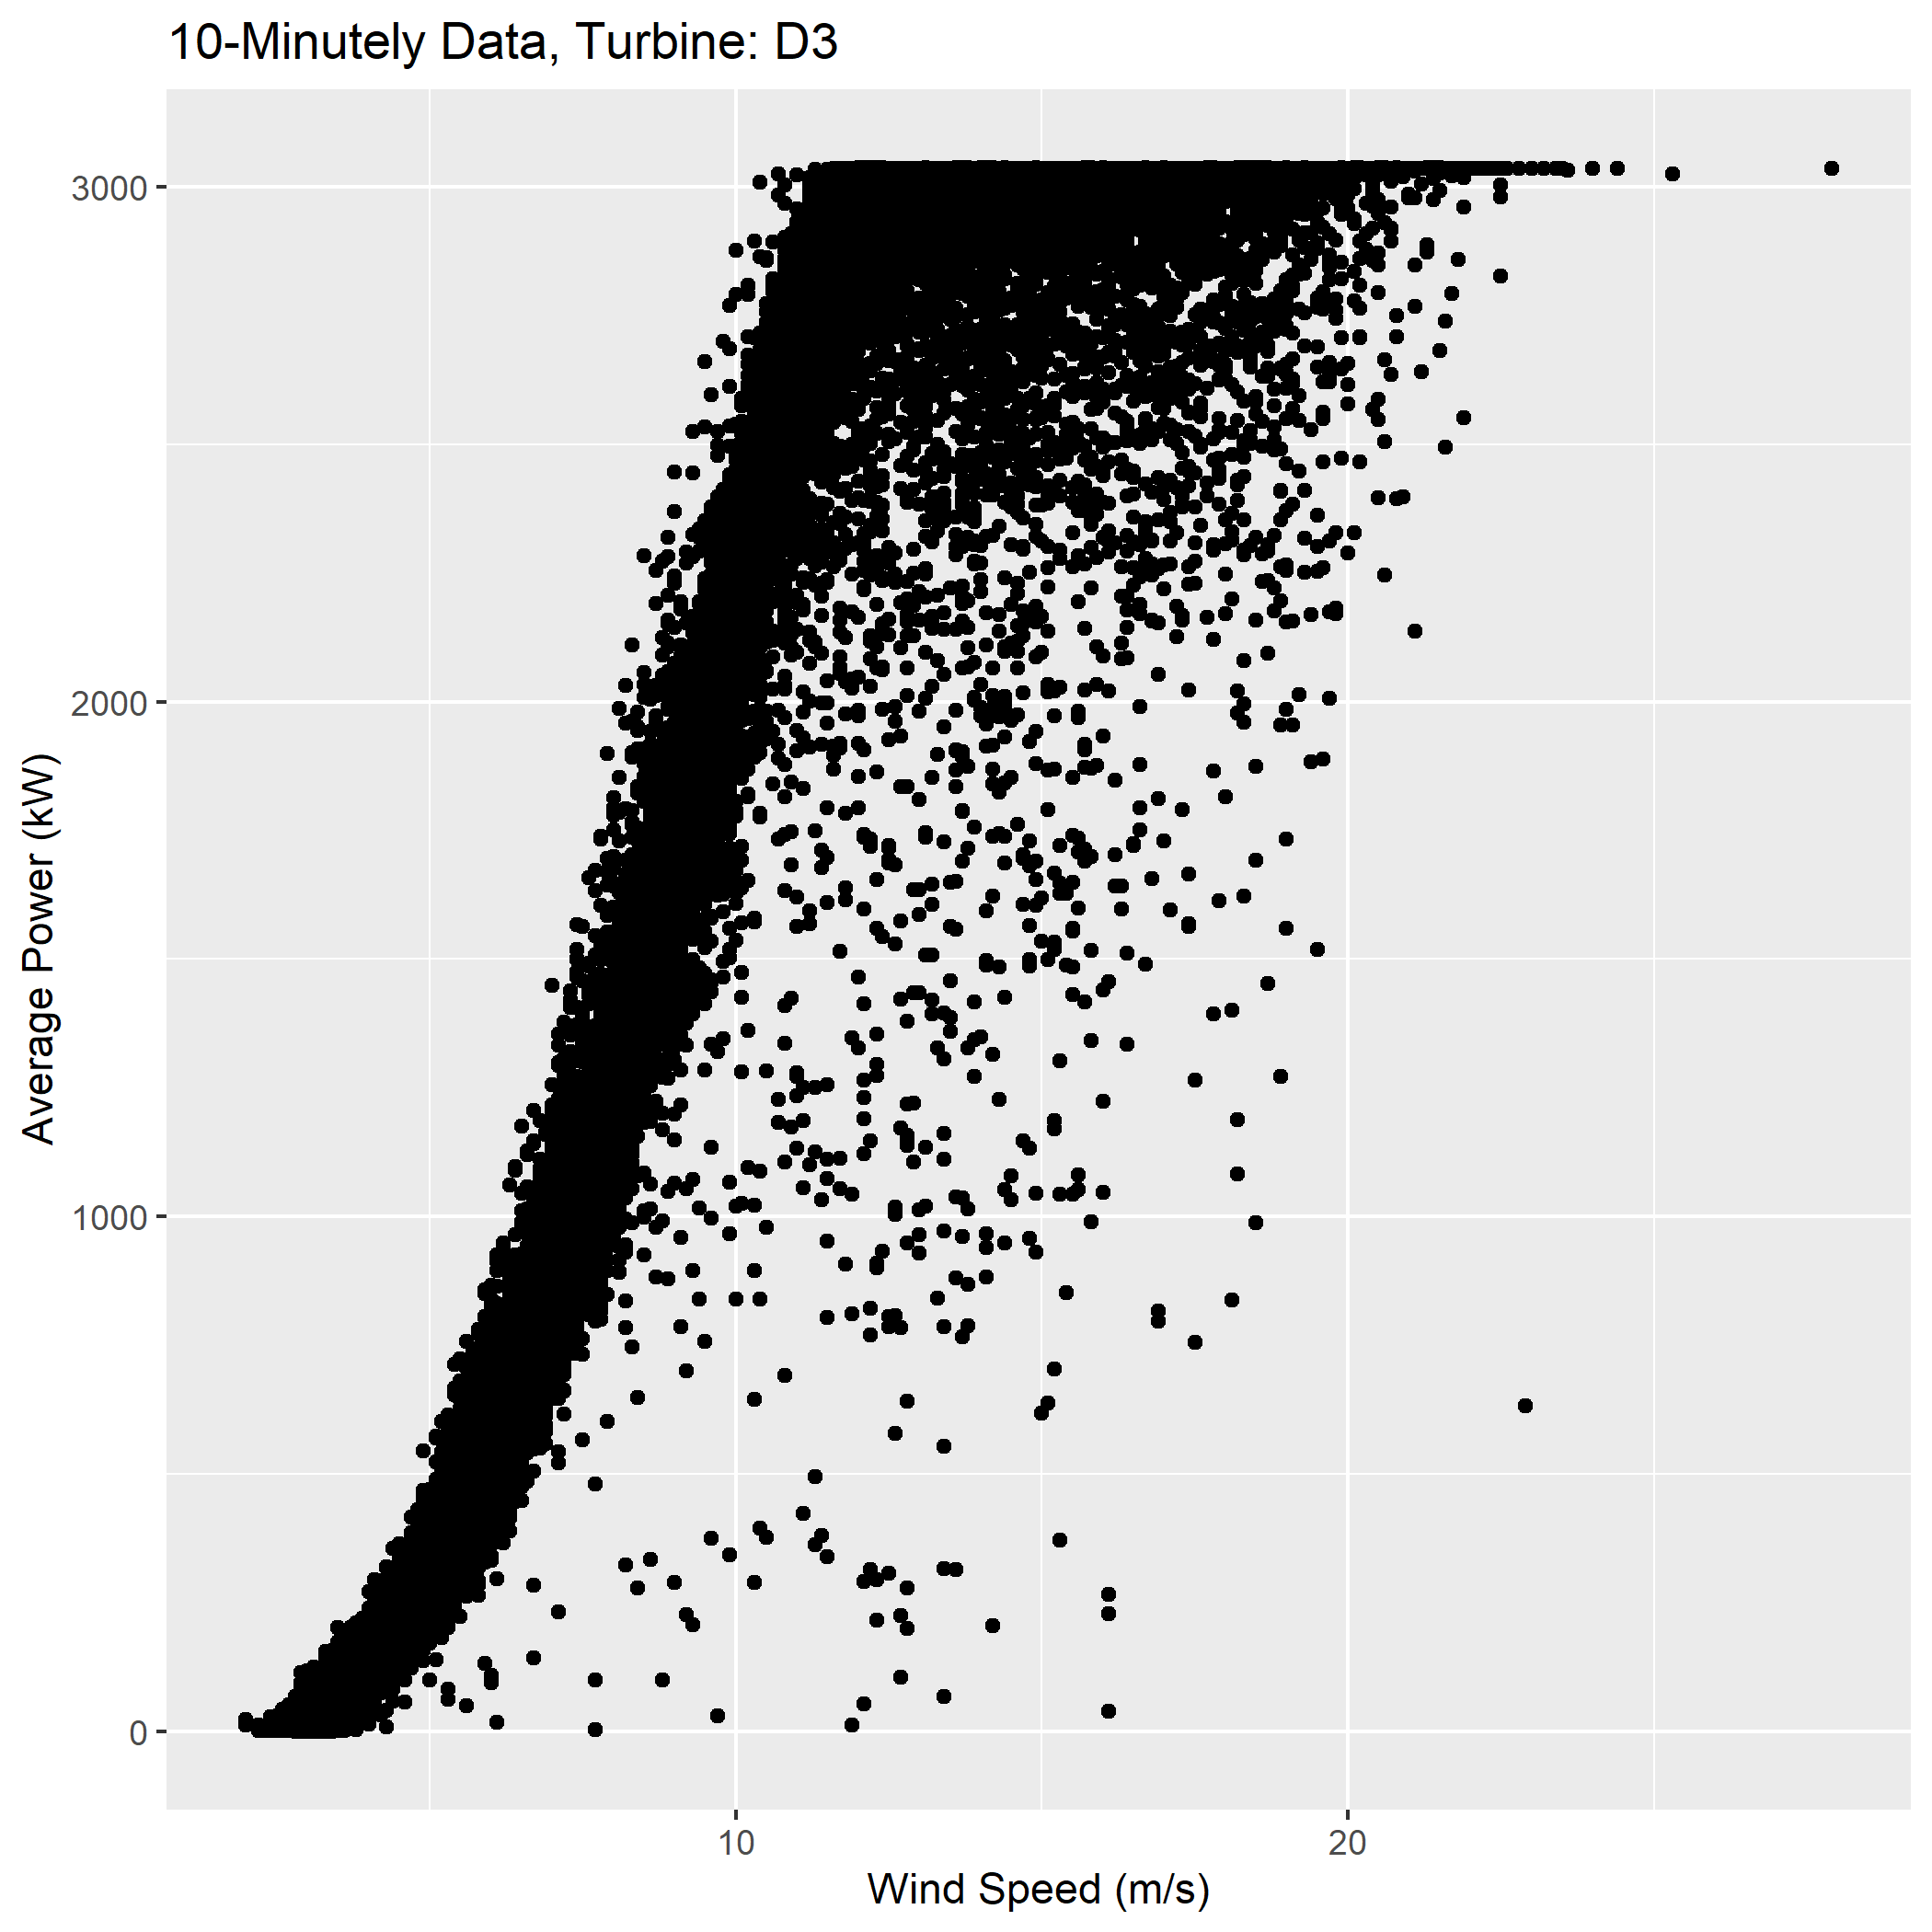 10-Minutely Data, Turbine: D3
Average Power (kW)
3000
2000
1000
0
10
20
Wind Speed (m/s)